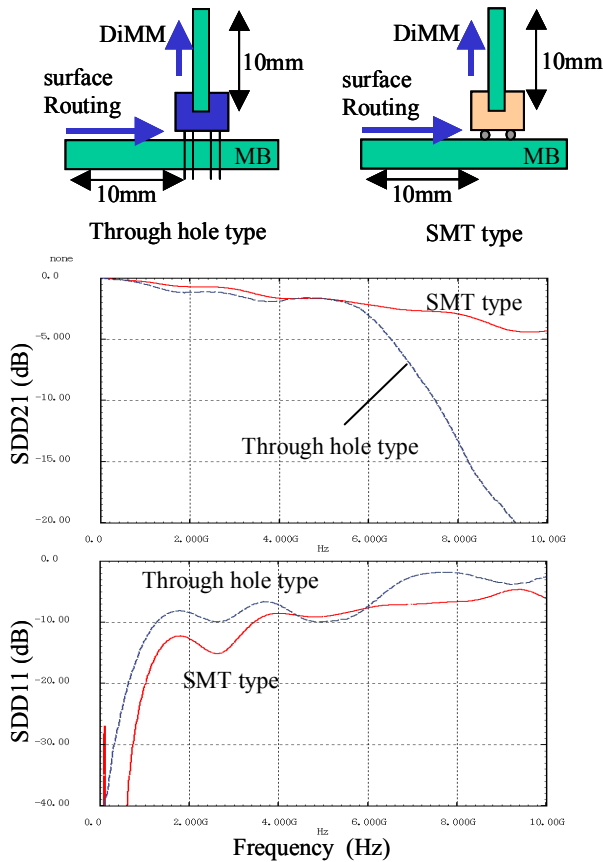 DiMM
10mm
surface
Routing
MB
10mm
Through hole type
DiMM
10mm
surface
Routing
MB
10mm
SMT type
none
0.0
-5.000
-10.00
-15.00
-20.00
SDD21 (dB)
SMT type
Through hole type
0.0
2.000G
4.000G
6.000G
8.000G
10.00G
Hz
0.0
-10.00
-20.00
-30.00
-40.00
SDD11 (dB)
Through hole type
SMT type
0.0
2.000G
4.000G
6.000G
8.000G
10.00G
Hz
Frequency (Hz)